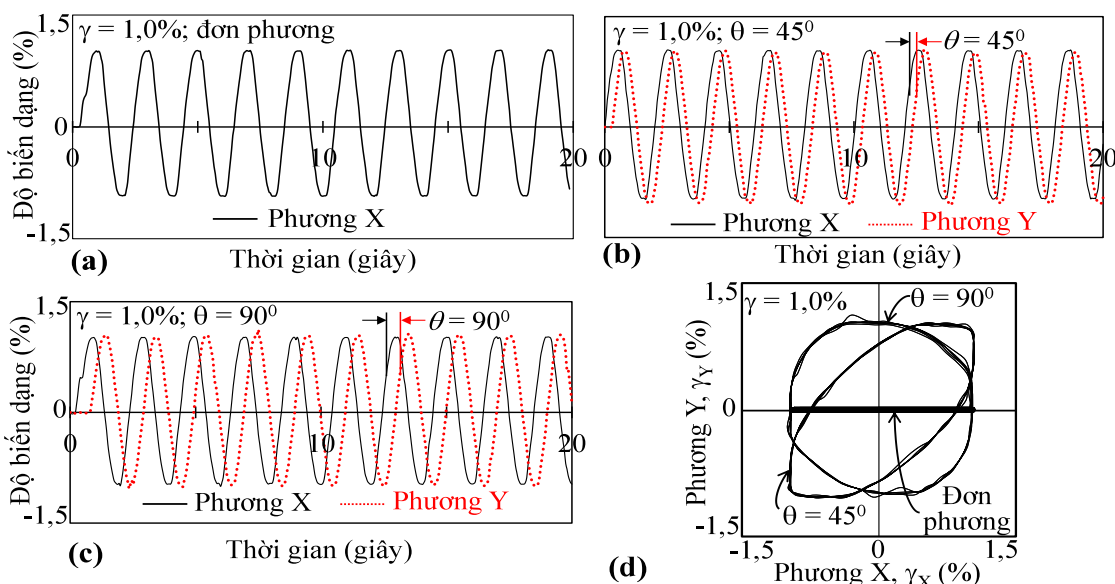 1,5
γ = 1,0%; đơn phương
Độ biến dạng (%)
0
0
10
20
Phương X
-1,5
(a)
Thời gian (giây)
γ = 1,0%; θ = 45⁰
θ = 45⁰
0
10
20
Phương X
Phương Y
(b)
Thời gian (giây)
1,5
γ = 1,0%; θ = 90⁰
θ = 90⁰
Độ biến dạng (%)
0
0
10
20
Phương X
Phương Y
-1,5
(c)
Thời gian (giây)
1,5
γ = 1,0%
θ = 90⁰
Phương Y, γY (%)
0
θ = 45⁰
Đơn
phương
-1,5
-1,5
0
1,5
(d)
Phương X, γX (%)